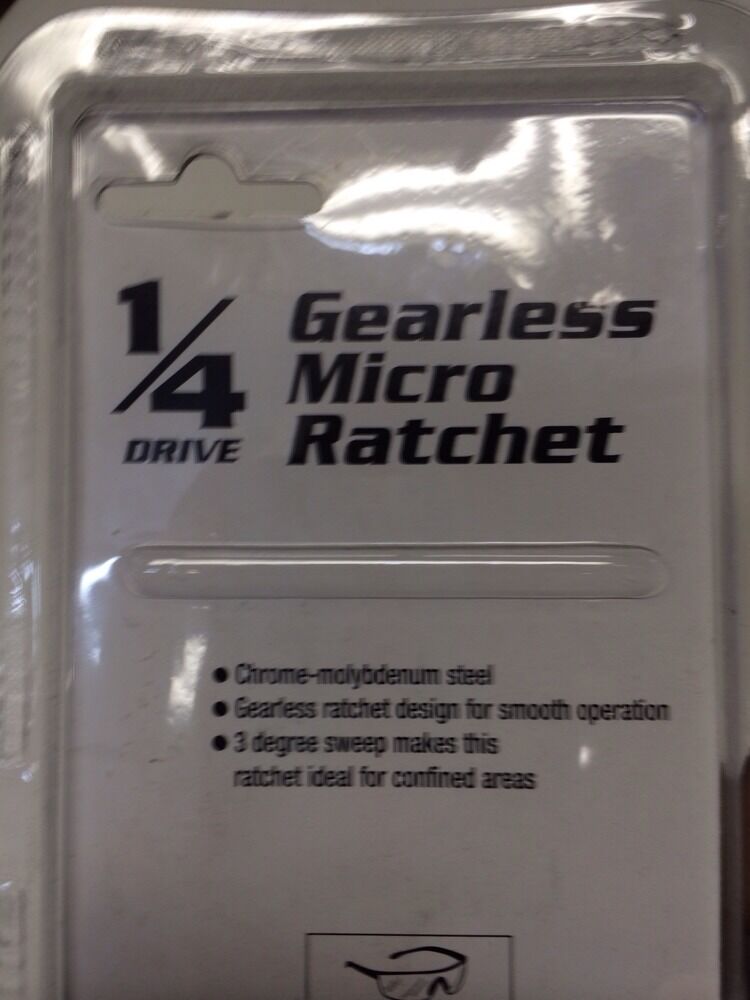 1/4 DRIVE
Gearless
Micro
Ratchet
• Chrome-molybdenum steel
• Gearless ratchet design for smooth operation
• 3 degree sweep makes this
ratchet ideal for confined areas